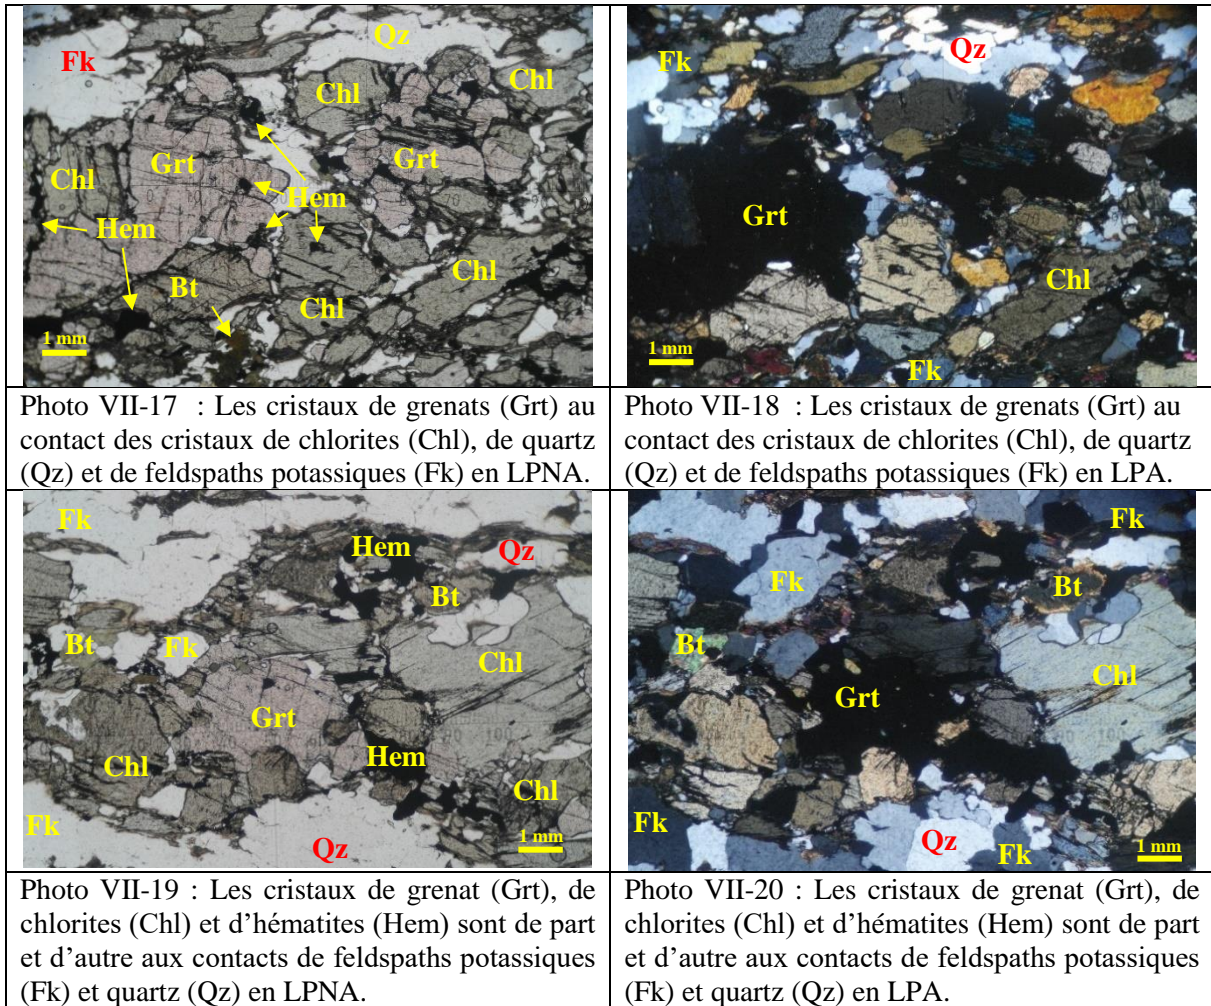 Fk
Qz
Chl
Chl
Grt
Grt
Chl
Hem
Hem
Chl
Bt
Chl
1 mm
Qz
Fk
Grt
Chl
1 mm
Fk
Photo VII-17 : Les cristaux de grenats (Grt) au
contact des cristaux de chlorites (Chl), de quartz
(Qz) et de feldspaths potassiques (Fk) en LPNA.
Photo VII-18 : Les cristaux de grenats (Grt) au
contact des cristaux de chlorites (Chl), de quartz
(Qz) et de feldspaths potassiques (Fk) en LPA.
Fk
Hem
Qz
Bt
Bt
Fk
Chl
Grt
Chl
Hem
Chl
Fk
Qz
1 mm
Fk
Fk
Bt
Bt
Chl
Grt
Fk
Qz
Fk
1 mm
Photo VII-19 : Les cristaux de grenat (Grt), de
chlorites (Chl) et d’hématites (Hem) sont de part
et d’autre aux contacts de feldspaths potassiques
(Fk) et quartz (Qz) en LPNA.
Photo VII-20 : Les cristaux de grenat (Grt), de
chlorites (Chl) et d’hématites (Hem) sont de part
et d’autre aux contacts de feldspaths potassiques
(Fk) et quartz (Qz) en LPA.